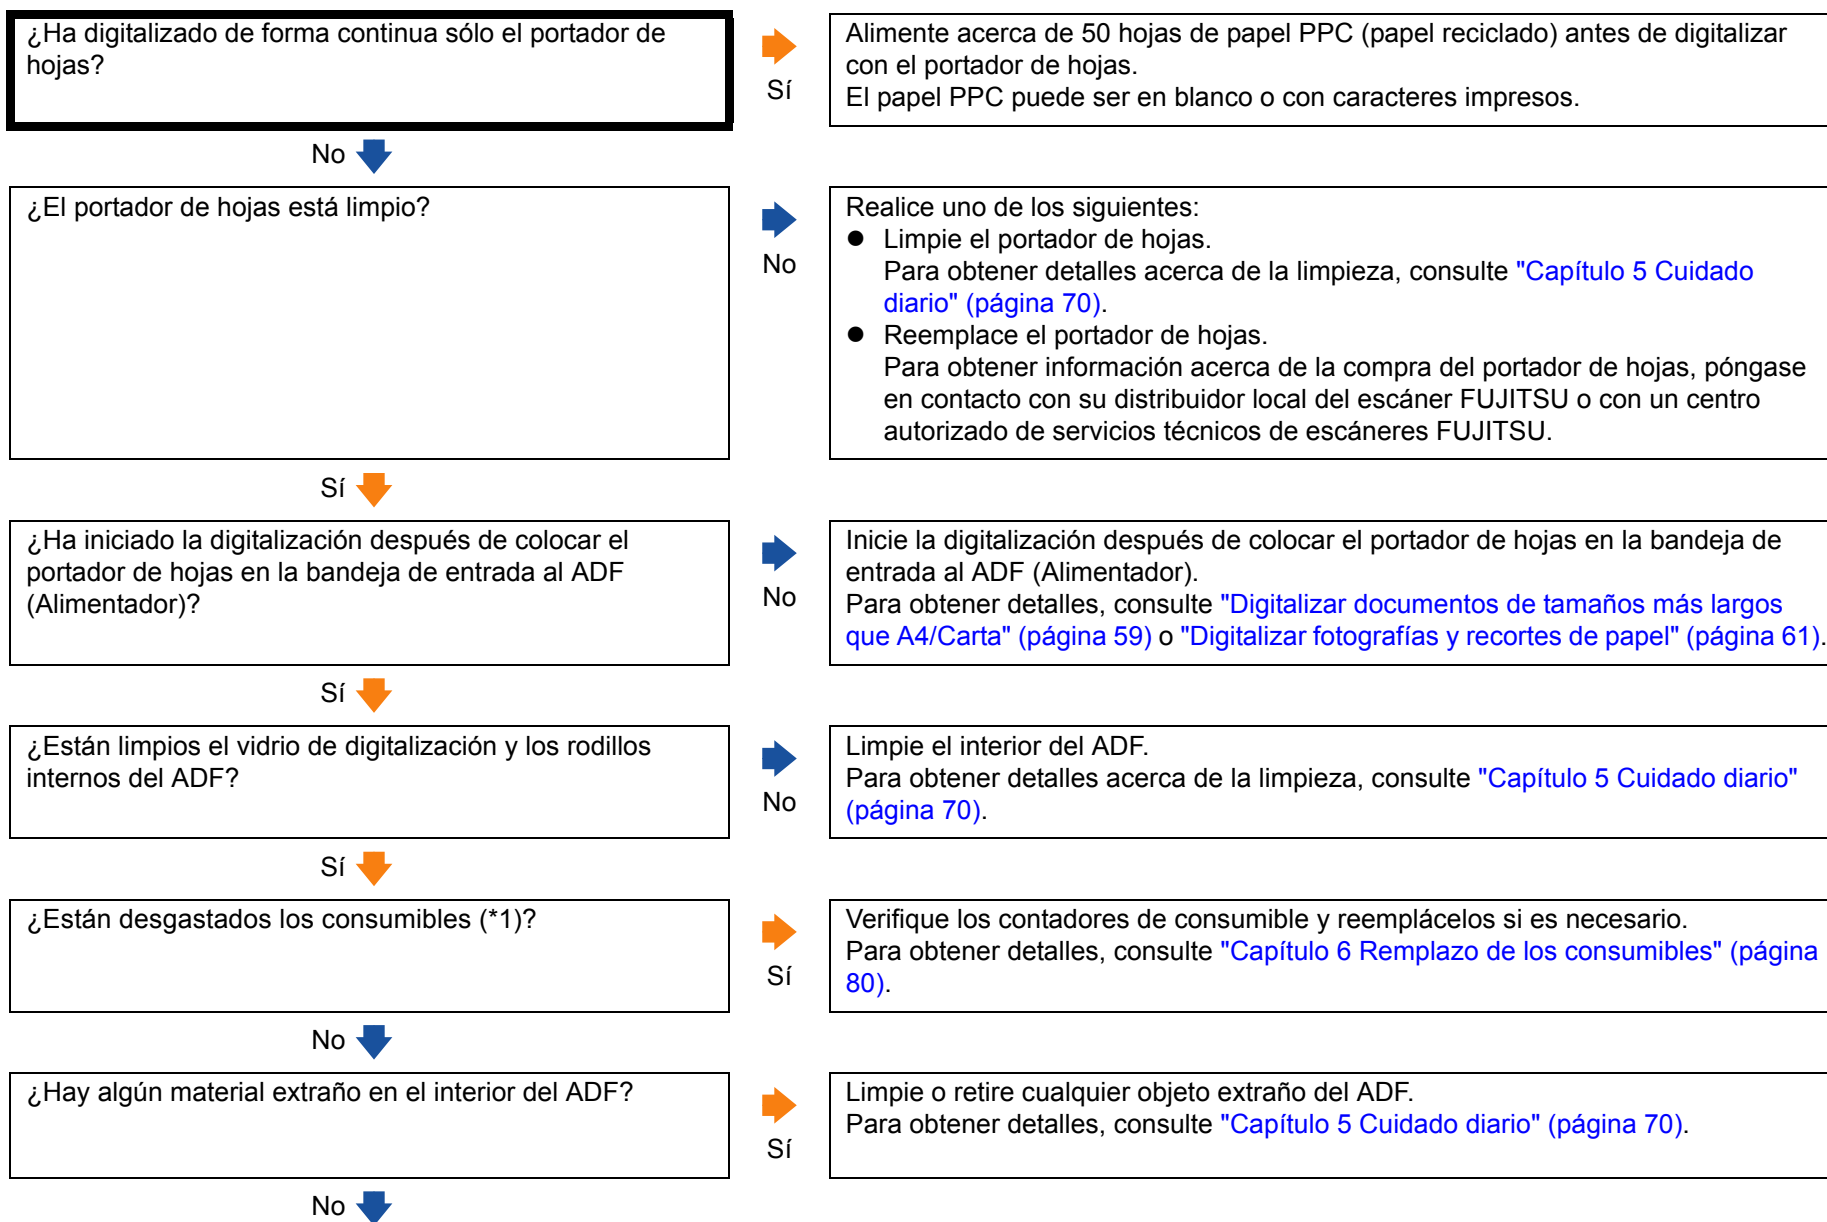 ¿Ha digitalizado de forma continua sólo el portador de
hojas?
Sí
Alimente acerca de 50 hojas de papel PPC (papel reciclado) antes de digitalizar
con el portador de hojas.
El papel PPC puede ser en blanco o con caracteres impresos.
No
¿El portador de hojas está limpio?
No
Realice uno de los siguientes:
● Limpie el portador de hojas.
Para obtener detalles acerca de la limpieza, consulte "Capítulo 5 Cuidado
diario" (página 70).
● Reemplace el portador de hojas.
Para obtener información acerca de la compra del portador de hojas, póngase
en contacto con su distribuidor local del escáner FUJITSU o con un centro
autorizado de servicios técnicos de escáneres FUJITSU.
Sí
¿Ha iniciado la digitalización después de colocar el
portador de hojas en la bandeja de entrada al ADF
(Alimentador)?
No
Inicie la digitalización después de colocar el portador de hojas en la bandeja de
entrada al ADF (Alimentador).
Para obtener detalles, consulte "Digitalizar documentos de tamaños más largos
que A4/Carta" (página 59) o "Digitalizar fotografías y recortes de papel" (página 61).
Sí
¿Están limpios el vidrio de digitalización y los rodillos
internos del ADF?
No
Limpie el interior del ADF.
Para obtener detalles acerca de la limpieza, consulte "Capítulo 5 Cuidado diario"
(página 70).
Sí
¿Están desgastados los consumibles (*1)?
Sí
Verifique los contadores de consumible y reemplácelos si es necesario.
Para obtener detalles, consulte "Capítulo 6 Remplazo de los consumibles" (página
80).
No
¿Hay algún material extraño en el interior del ADF?
Sí
Limpie o retire cualquier objeto extraño del ADF.
Para obtener detalles, consulte "Capítulo 5 Cuidado diario" (página 70).
No